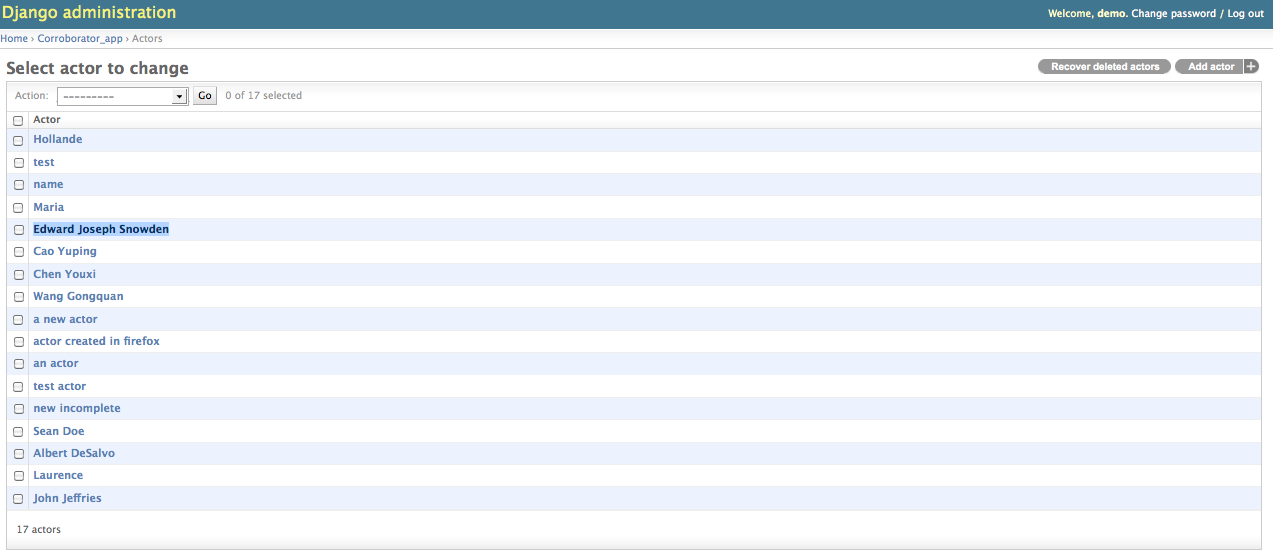 Django administration
Welcome, demo. Change password / Log out
Home › Corroborator_app › Actors
Select actor to change
Recover deleted actors
Add actor +
Action: --------- Go 0 of 17 selected
Actor
Hollande
test
name
Maria
Edward Joseph Snowden
Cao Yuping
Chen Youxi
Wang Gongquan
a new actor
actor created in firefox
an actor
test actor
new incomplete
Sean Doe
Albert DeSalvo
Laurence
John Jeffries
17 actors